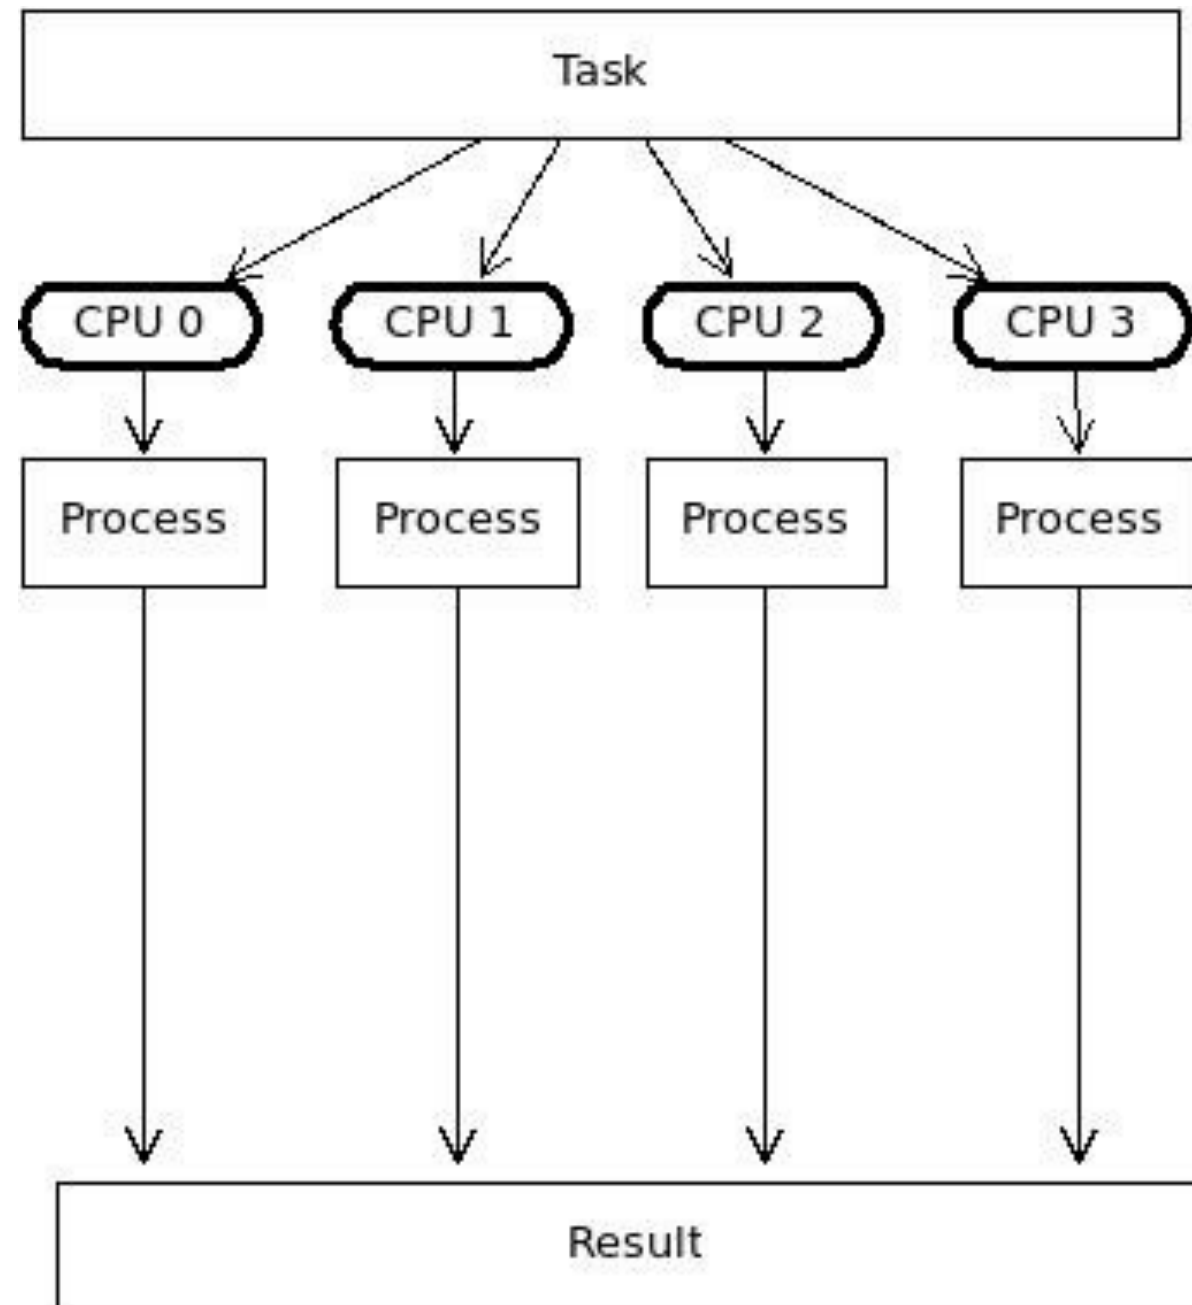 Task
CPU 0
CPU 1
CPU 2
CPU 3
Process
Process
Process
Process
Result